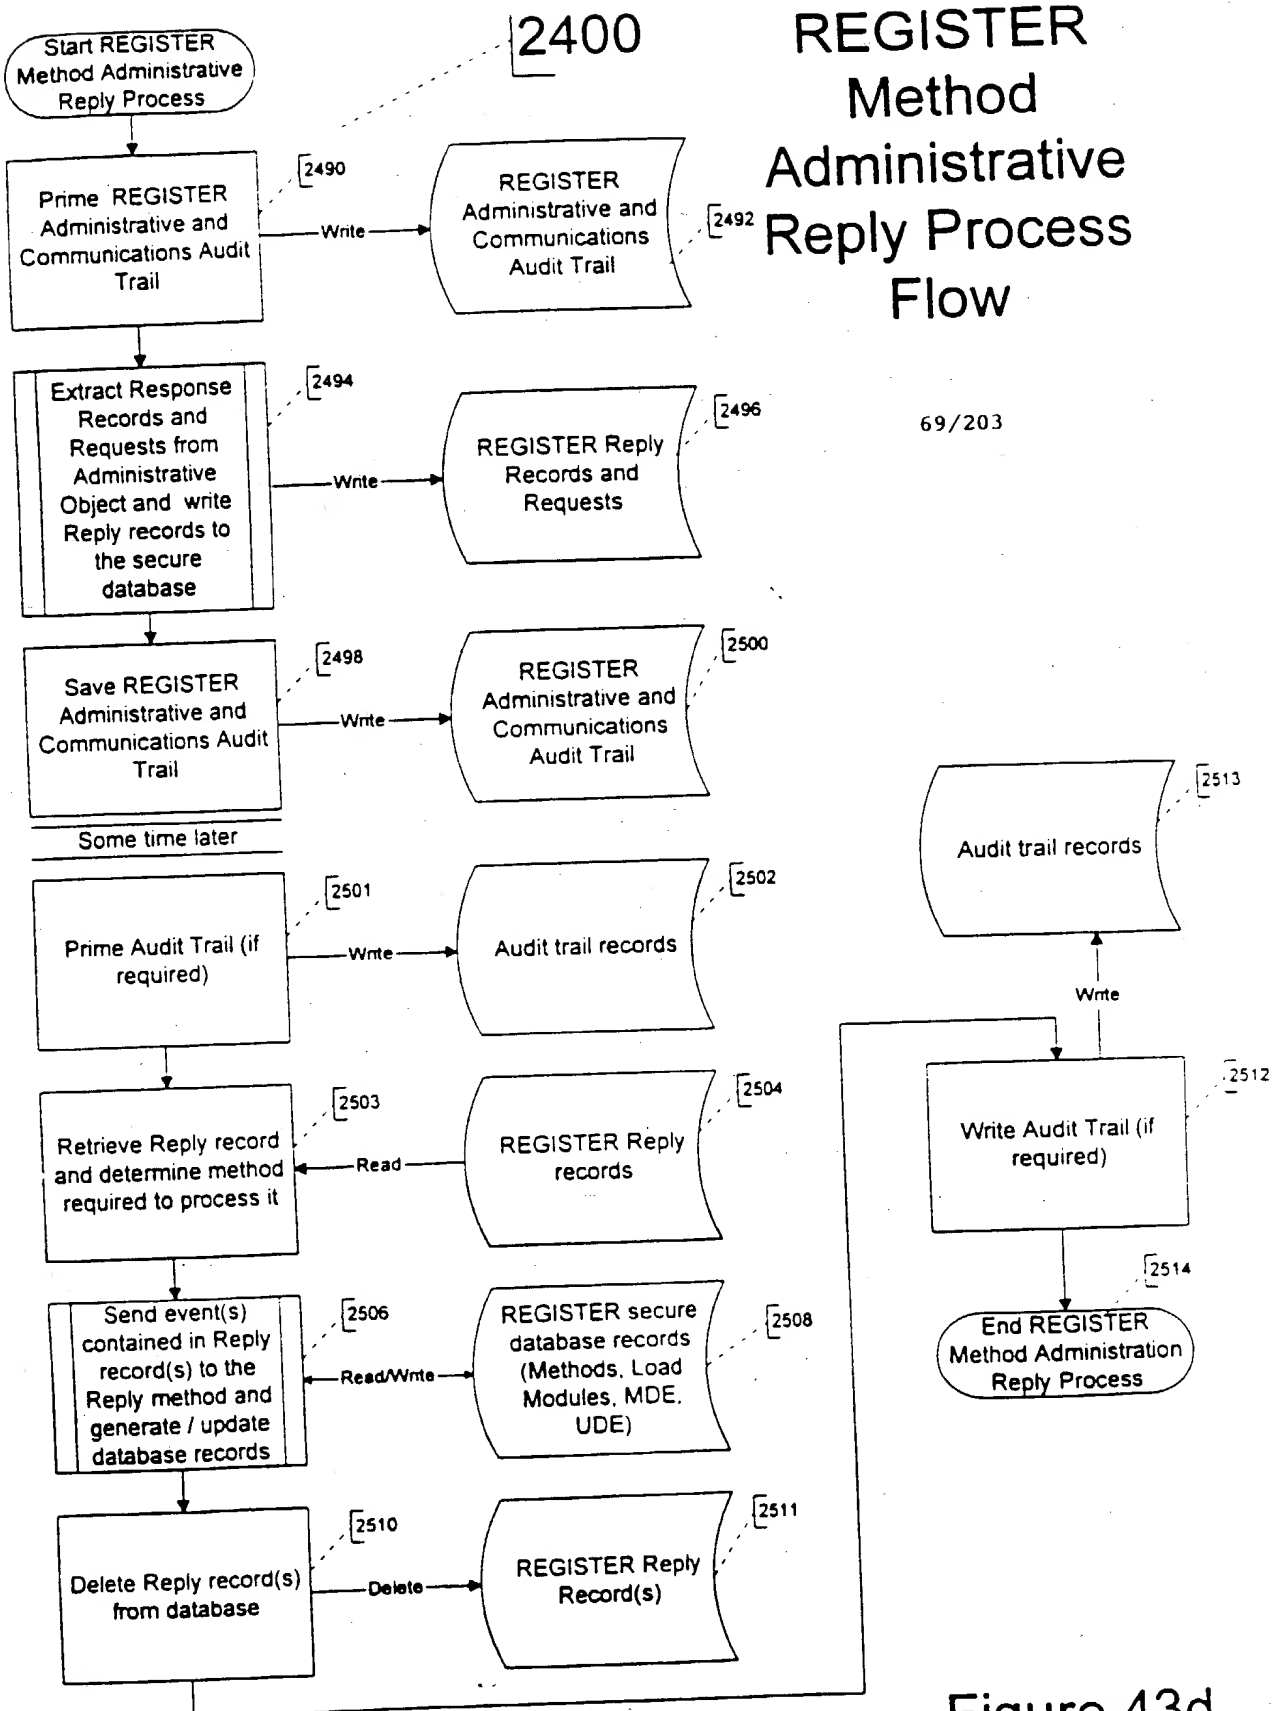 2400
REGISTER
Method
Administrative
Reply Process
Flow
69/203
Start REGISTER
Method Administrative
Reply Process
Prime REGISTER
Administrative and
Communications Audit
Trail
2490
Write
REGISTER
Administrative and
Communications
Audit Trail
2492
Extract Response
Records and
Requests from
Administrative
Object and write
Reply records to
the secure
database
2494
Write
REGISTER Reply
Records and
Requests
2496
Save REGISTER
Administrative and
Communications Audit
Trail
2498
Write
REGISTER
Administrative and
Communications
Audit Trail
2500
Some time later
Prime Audit Trail (if
required)
2501
Write
Audit trail records
2502
Retrieve Reply record
and determine method
required to process it
2503
Read
REGISTER Reply
records
2504
Send event(s)
contained in Reply
record(s) to the
Reply method and
generate / update
database records
2506
Read/Write
REGISTER secure
database records
(Methods, Load
Modules, MDE,
UDE)
2508
Delete Reply record(s)
from database
2510
Delete
REGISTER Reply
Record(s)
2511
Audit trail records
2513
Write
Write Audit Trail (if
required)
2512
End REGISTER
Method Administration
Reply Process
2514
Figure 43d